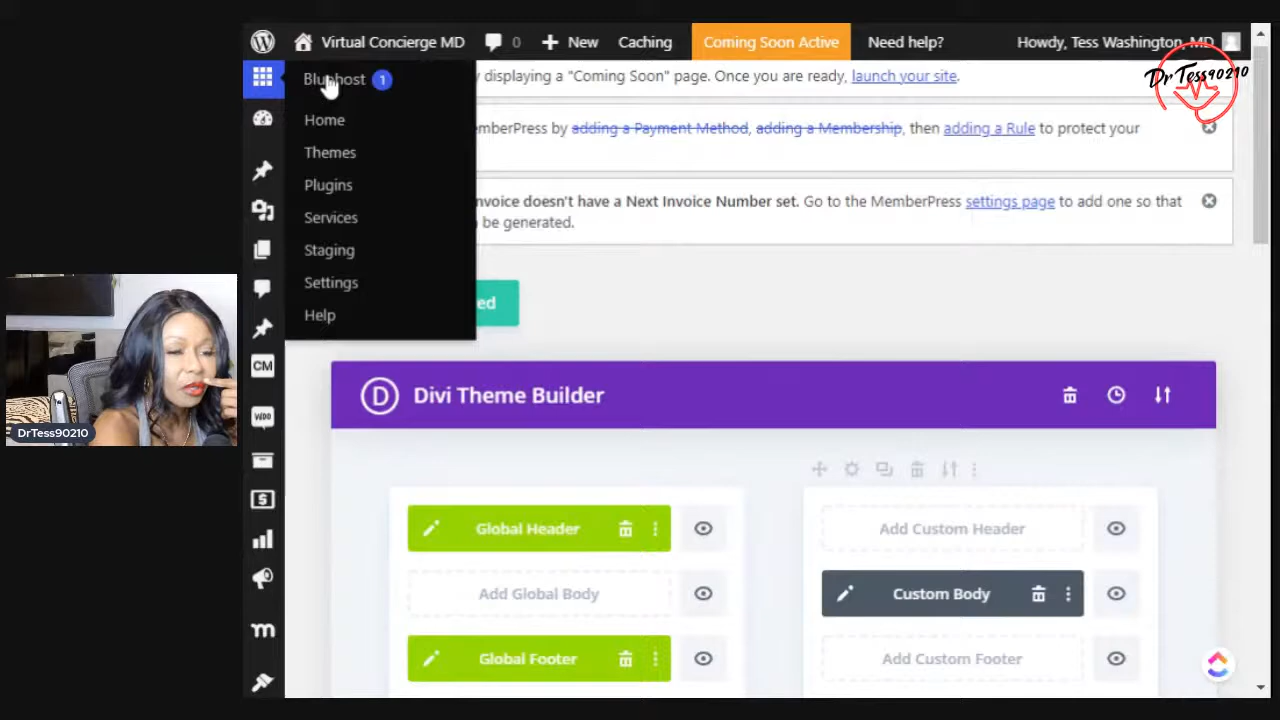 Virtual Concierge MD 0 New Caching Coming Soon Active Need help? Howdy, Tess Washington, MD
DrTess90210
Bluehost 1
Home
Themes
Plugins
Services
Staging
Settings
Help
y displaying a "Coming Soon" page. Once you are ready, launch your site.
emberPress by adding a Payment Method, adding a Membership, then adding a Rule to protect your
nvoice doesn't have a Next Invoice Number set. Go to the MemberPress settings page to add one so that
be generated.
ed
CM
WOO
D Divi Theme Builder
Global Header
Add Custom Header
Add Global Body
Custom Body
Global Footer
Add Custom Footer
DrTess90210